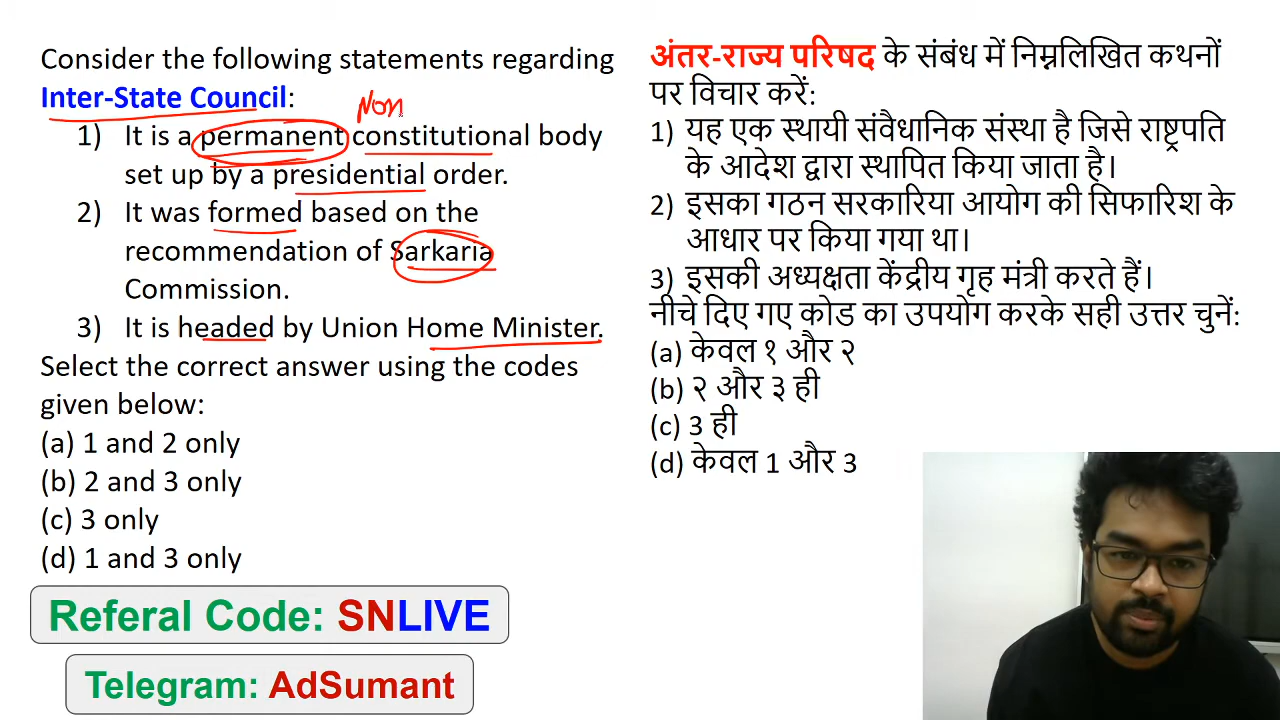 Consider the following statements regarding
Inter-State Council:
Non
1) It is a permanent constitutional body
set up by a presidential order.
2) It was formed based on the
recommendation of Sarkaria
Commission.
3) It is headed by Union Home Minister.
Select the correct answer using the codes
given below:
(a) 1 and 2 only
(b) 2 and 3 only
(c) 3 only
(d) 1 and 3 only
Referal Code: SNLIVE
Telegram: AdSumant
अंतर-राज्य परिषद के संबंध में निम्नलिखित कथनों
पर विचार करें:
1) यह एक स्थायी संवैधानिक संस्था है जिसे राष्ट्रपति
के आदेश द्वारा स्थापित किया जाता है।
2) इसका गठन सरकारिया आयोग की सिफारिश के
आधार पर किया गया था।
3) इसकी अध्यक्षता केंद्रीय गृह मंत्री करते हैं।
नीचे दिए गए कोड का उपयोग करके सही उत्तर चुनें:
(a) केवल १ और २
(b) २ और ३ ही
(c) 3 ही
(d) केवल 1 और 3